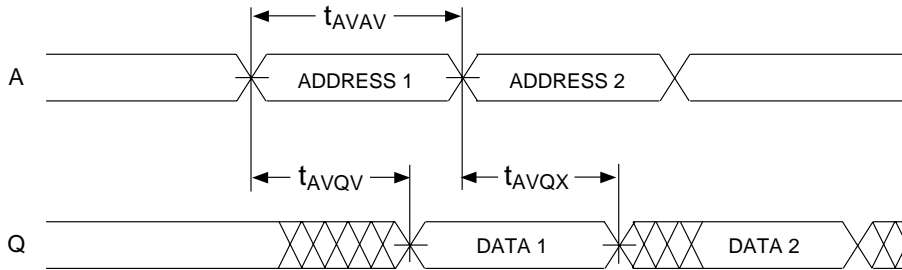 tAVAV
A
ADDRESS 1
ADDRESS 2
tAVQV
tAVQX
Q
DATA 1
DATA 2